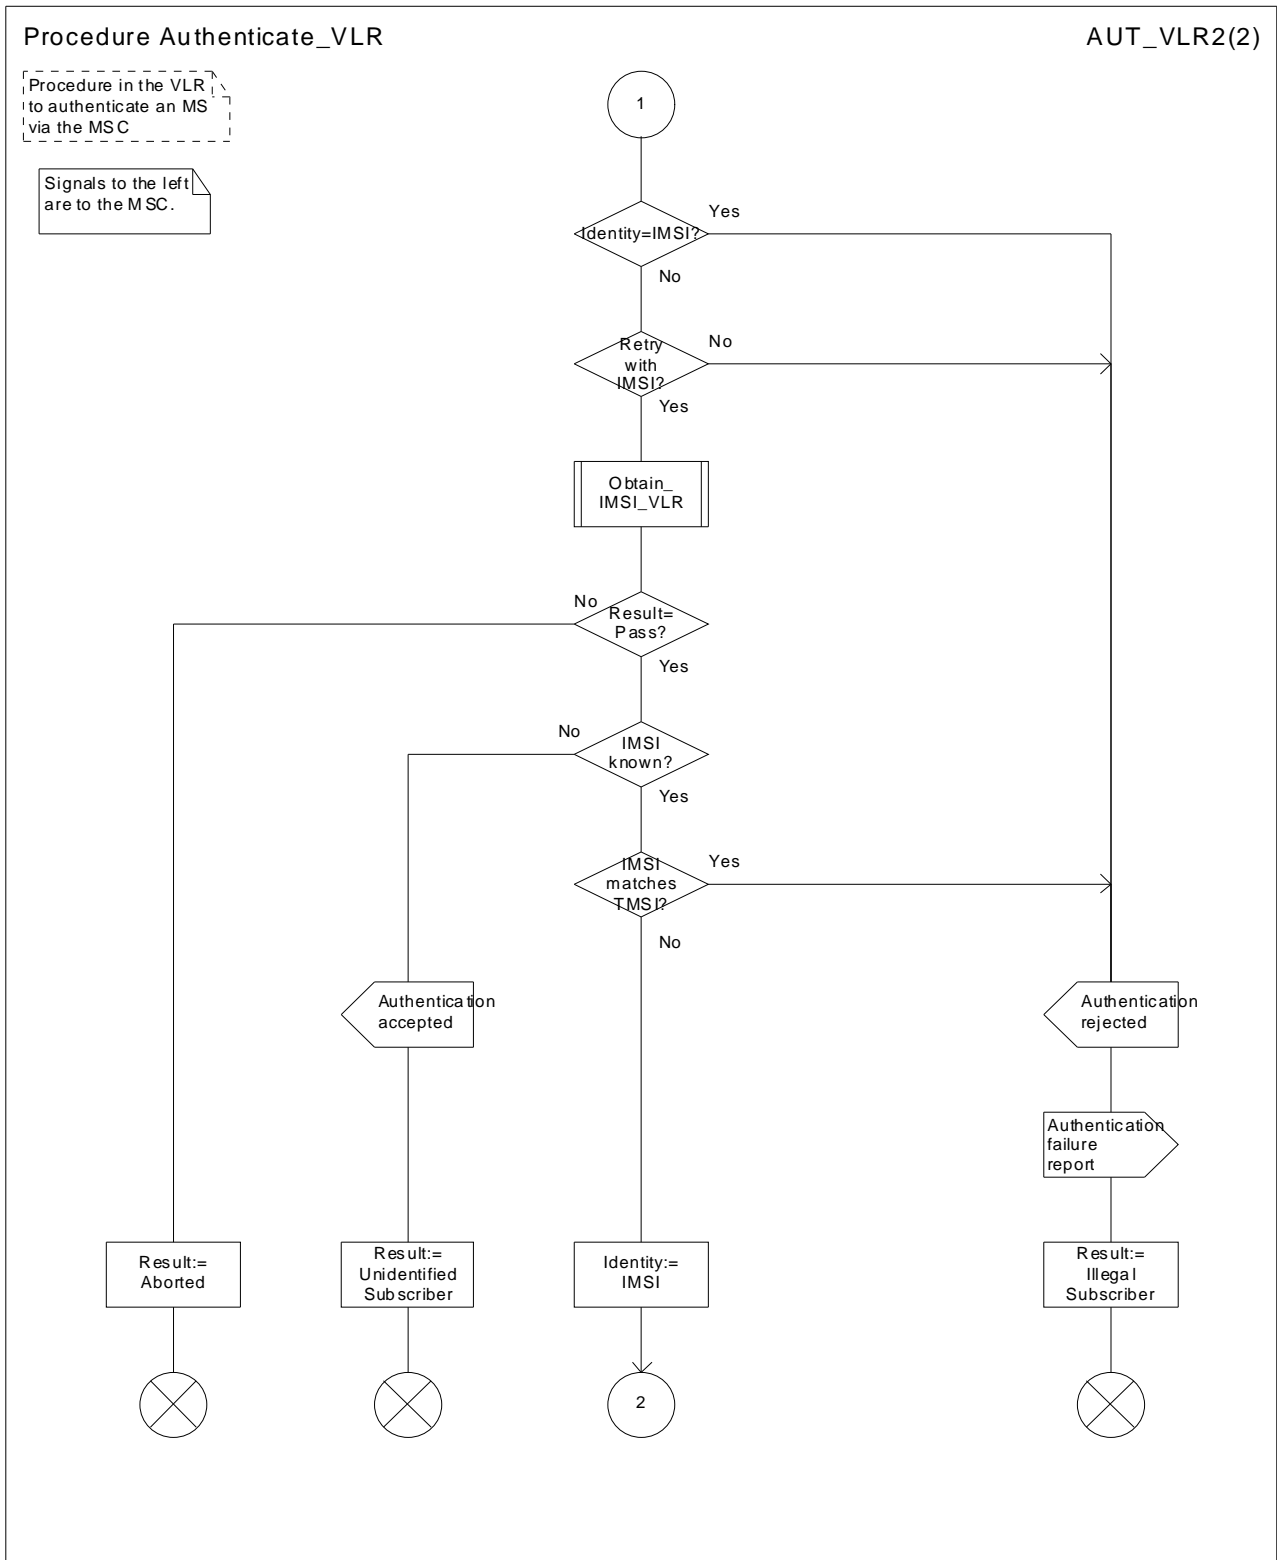 Procedure Authenticate_VLR
AUT_VLR2(2)
Procedure in the VLR
to authenticate an MS
via the MSC
Signals to the left
are to the MSC.
1
Identity=IMSI?
Yes
No
Retry
with
IMSI?
No
Yes
Obtain_
IMSI_VLR
Result=
Pass?
No
Yes
IMSI
known?
No
Yes
IMSI
matches
TMSI?
Yes
No
Authentication
accepted
Authentication
rejected
Authentication
failure
report
Result:=
Aborted
Result:=
Unidentified
Subscriber
Identity:=
IMSI
Result:=
Illegal
Subscriber
2